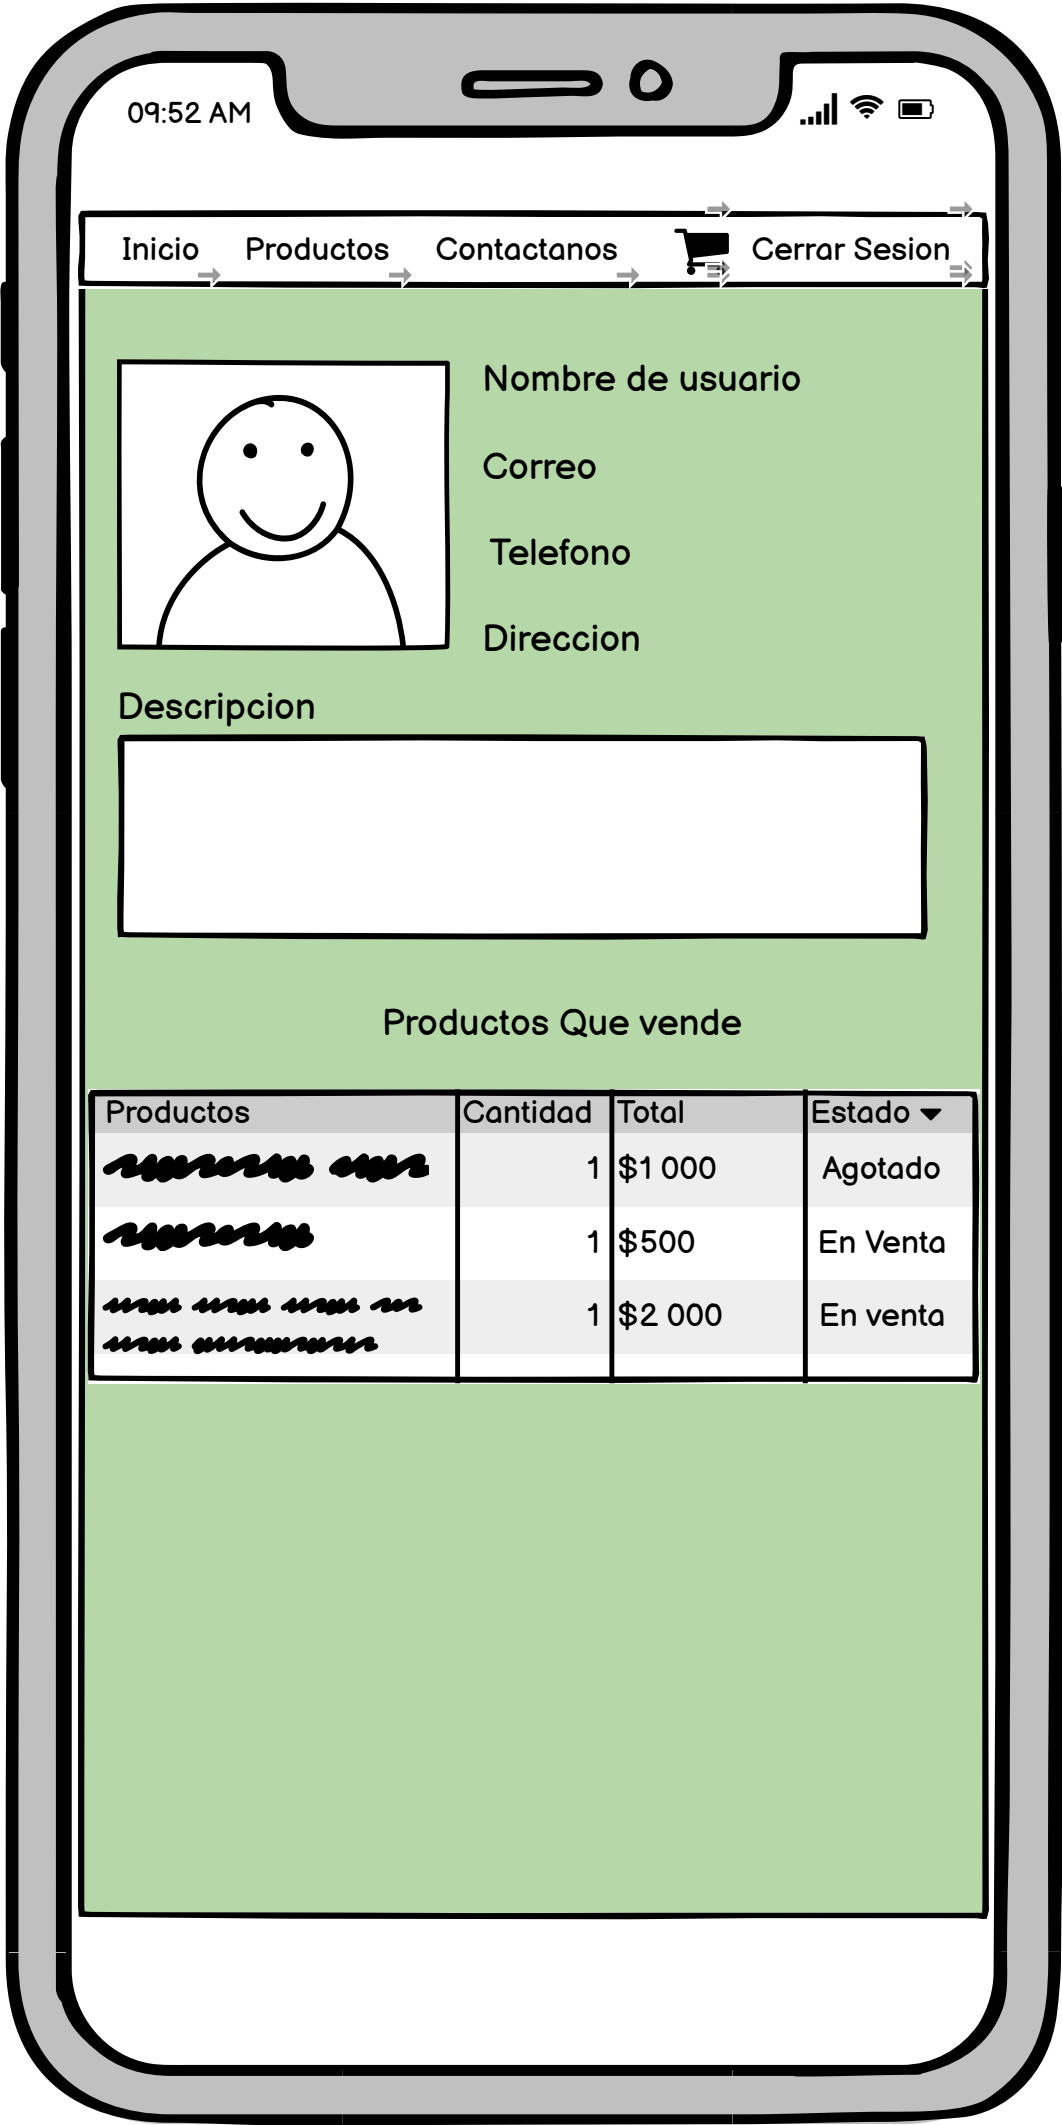 09:52 AM
Inicio Productos Contactanos Cerrar Sesion
Nombre de usuario
Correo
Telefono
Direccion
Descripcion
Productos Que vende
Productos Cantidad Total Estado
1 $1 000 Agotado
1 $500 En Venta
1 $2 000 En venta